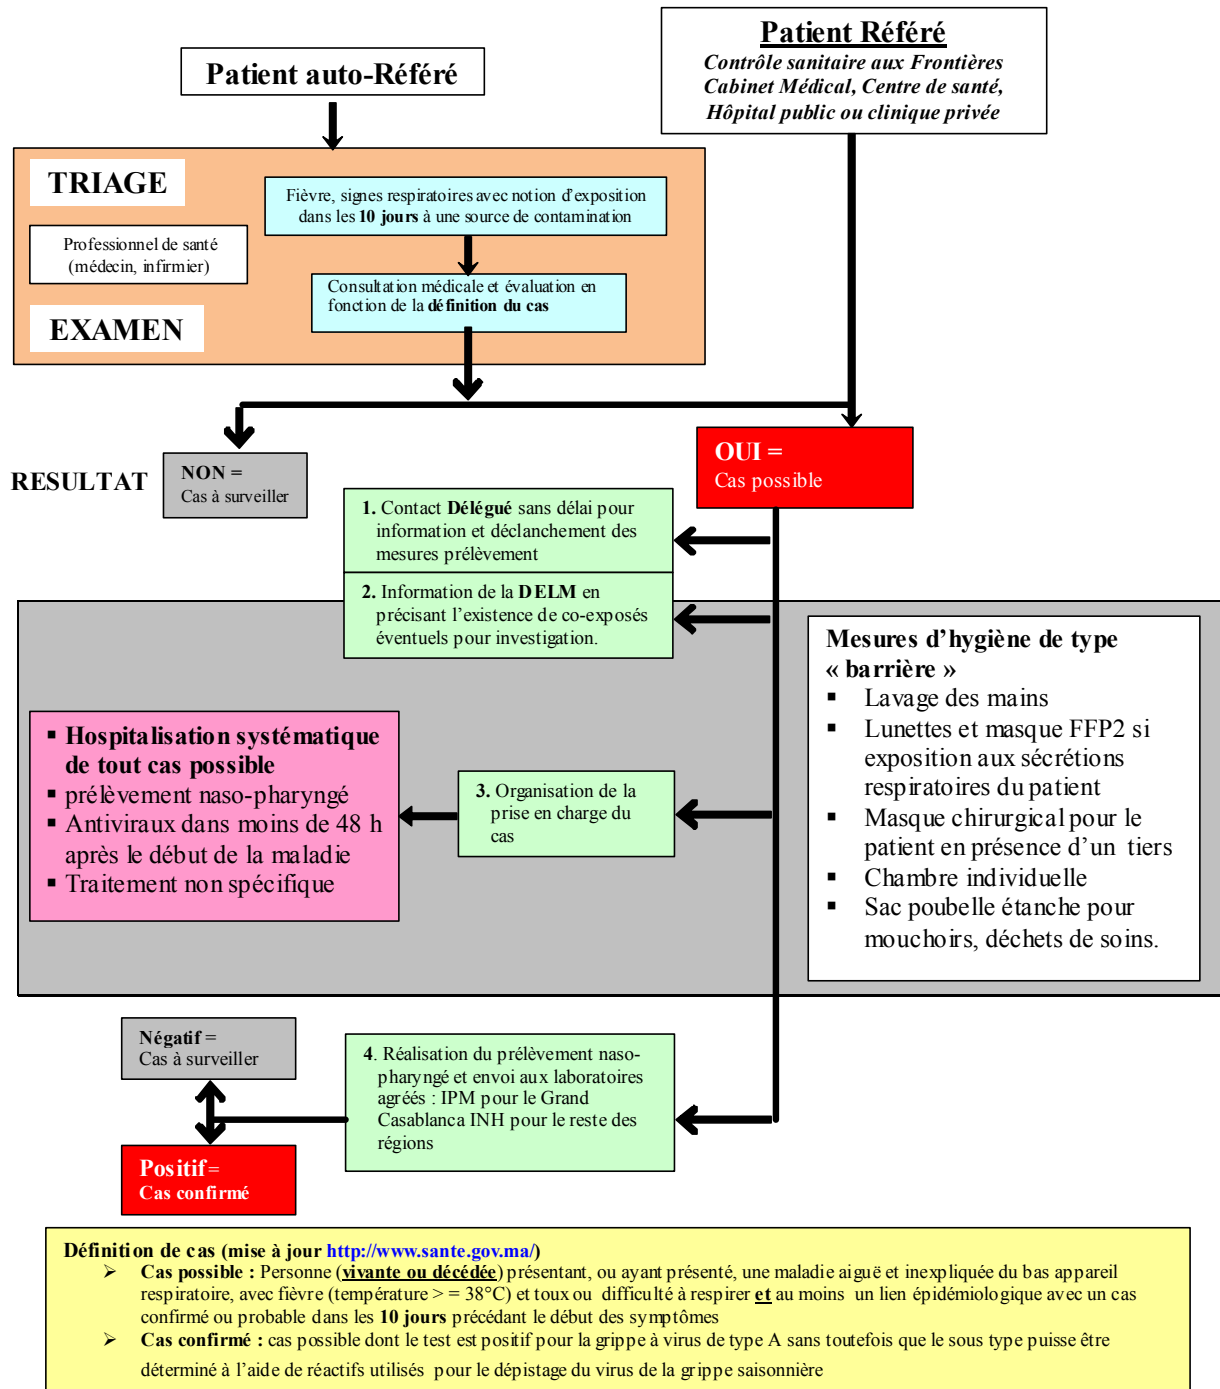 Patient auto-Référé
Patient Référé
Contrôle sanitaire aux Frontières
Cabinet Médical, Centre de santé,
Hôpital public ou clinique privée
TRIAGE
Professionnel de santé
(médecin, infirmier)
EXAMEN
Fièvre, signes respiratoires avec notion d'exposition
dans les 10 jours à une source de contamination
Consultation médicale et évaluation en
fonction de la définition du cas
RESULTAT
NON =
Cas à surveiller
OUI =
Cas possible
1. Contact Délégué sans délai pour
information et déclanchement des
mesures prélèvement
2. Information de la DELM en
précisant l'existence de co-exposés
éventuels pour investigation.
▪ Hospitalisation systématique
de tout cas possible
▪ prélèvement naso-pharyngé
▪ Antiviraux dans moins de 48 h
après le début de la maladie
▪ Traitement non spécifique
3. Organisation de la
prise en charge du
cas
Mesures d'hygiène de type
« barrière »
▪ Lavage des mains
▪ Lunettes et masque FFP2 si
exposition aux sécrétions
respiratoires du patient
▪ Masque chirurgical pour le
patient en présence d'un tiers
▪ Chambre individuelle
▪ Sac poubelle étanche pour
mouchoirs, déchets de soins.
Négatif =
Cas à surveiller
Positif=
Cas confirmé
4. Réalisation du prélèvement naso-
pharyngé et envoi aux laboratoires
agréés : IPM pour le Grand
Casablanca INH pour le reste des
régions
Définition de cas (mise à jour http://www.sante.gov.ma/)
➢ Cas possible : Personne (vivante ou décédée) présentant, ou ayant présenté, une maladie aiguë et inexpliquée du bas appareil
respiratoire, avec fièvre (température > = 38°C) et toux ou difficulté à respirer et au moins un lien épidémiologique avec un cas
confirmé ou probable dans les 10 jours précédant le début des symptômes
➢ Cas confirmé : cas possible dont le test est positif pour la grippe à virus de type A sans toutefois que le sous type puisse être
déterminé à l'aide de réactifs utilisés pour le dépistage du virus de la grippe saisonnière